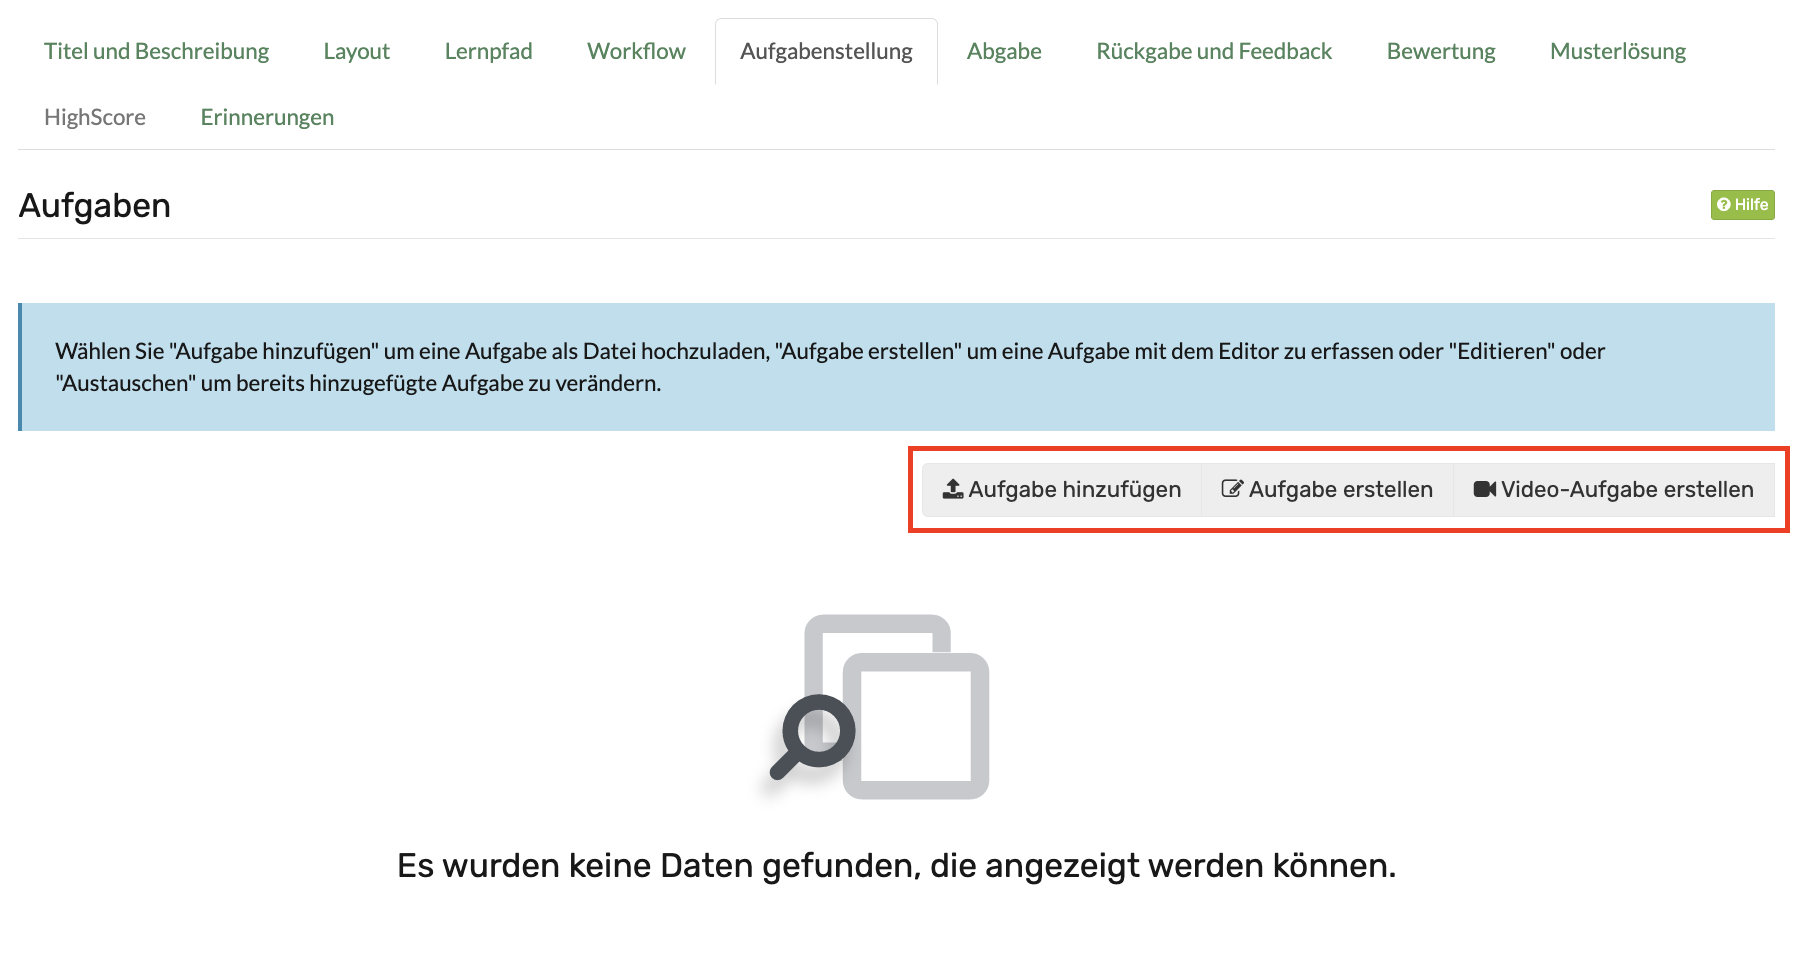 Titel und Beschreibung Layout Lernpfad Workflow Aufgabenstellung Abgabe Rückgabe und Feedback Bewertung Musterlösung
HighScore Erinnerungen
Aufgaben
Hilfe
Wählen Sie "Aufgabe hinzufügen" um eine Aufgabe als Datei hochzuladen, "Aufgabe erstellen" um eine Aufgabe mit dem Editor zu erfassen oder "Editieren" oder
"Austauschen" um bereits hinzugefügte Aufgabe zu verändern.
Aufgabe hinzufügen Aufgabe erstellen Video-Aufgabe erstellen
Es wurden keine Daten gefunden, die angezeigt werden können.